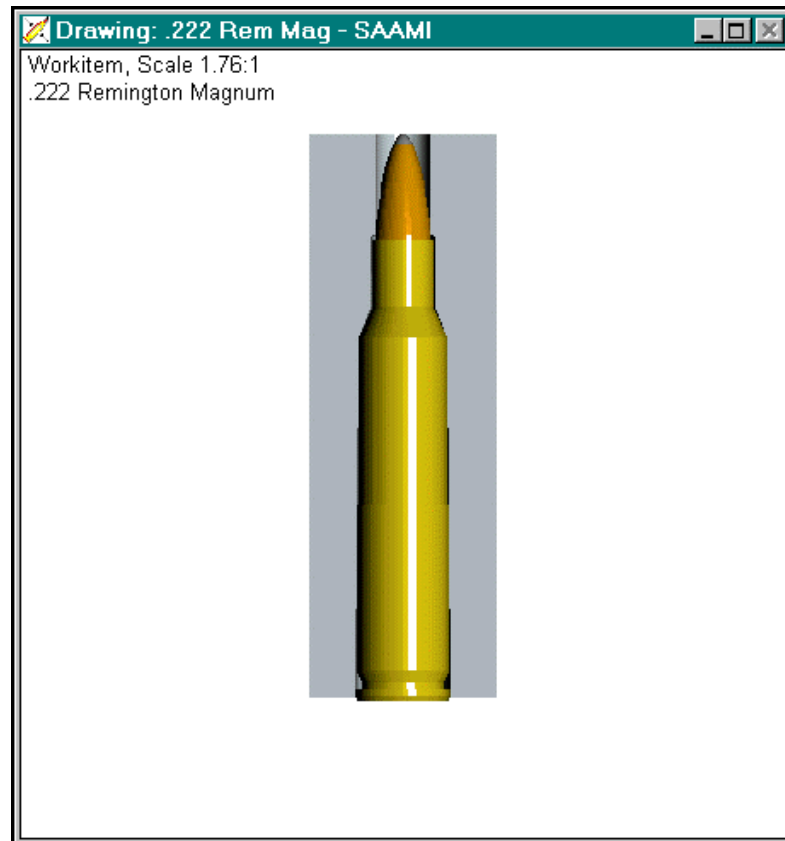 Drawing: .222 Rem Mag - SAAMI
Workitem, Scale 1.76:1
.222 Remington Magnum